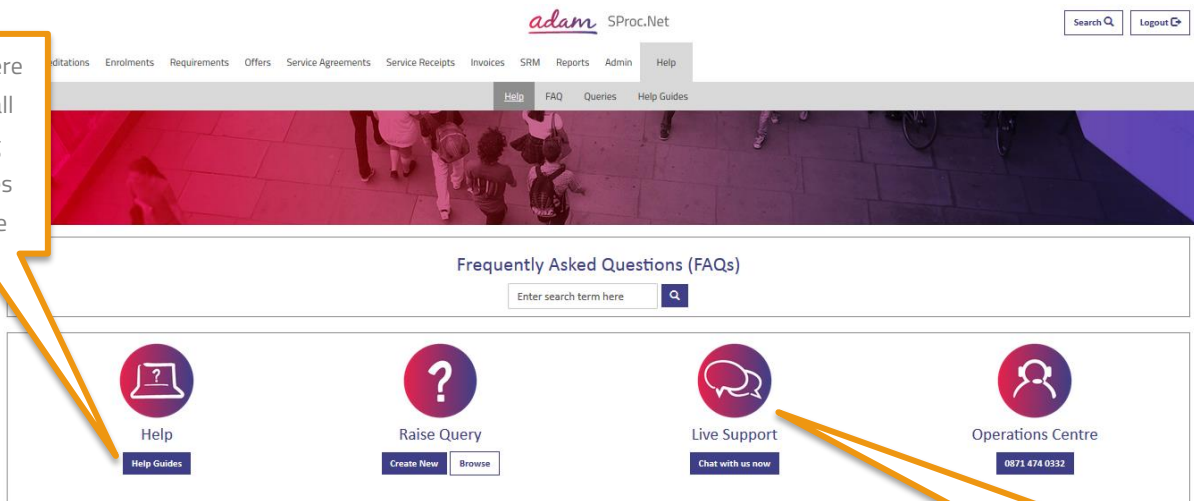 adam SProc.Net
Search
Logout
Enrolments Requirements Offers Service Agreements Service Receipts Invoices SRM Reports Admin Help
Help FAQ Queries Help Guides
Frequently Asked Questions (FAQs)
Enter search term here
Help
Raise Query
Live Support
Operations Centre
Help Guides
Create New
Browse
Chat with us now
0871 474 0332